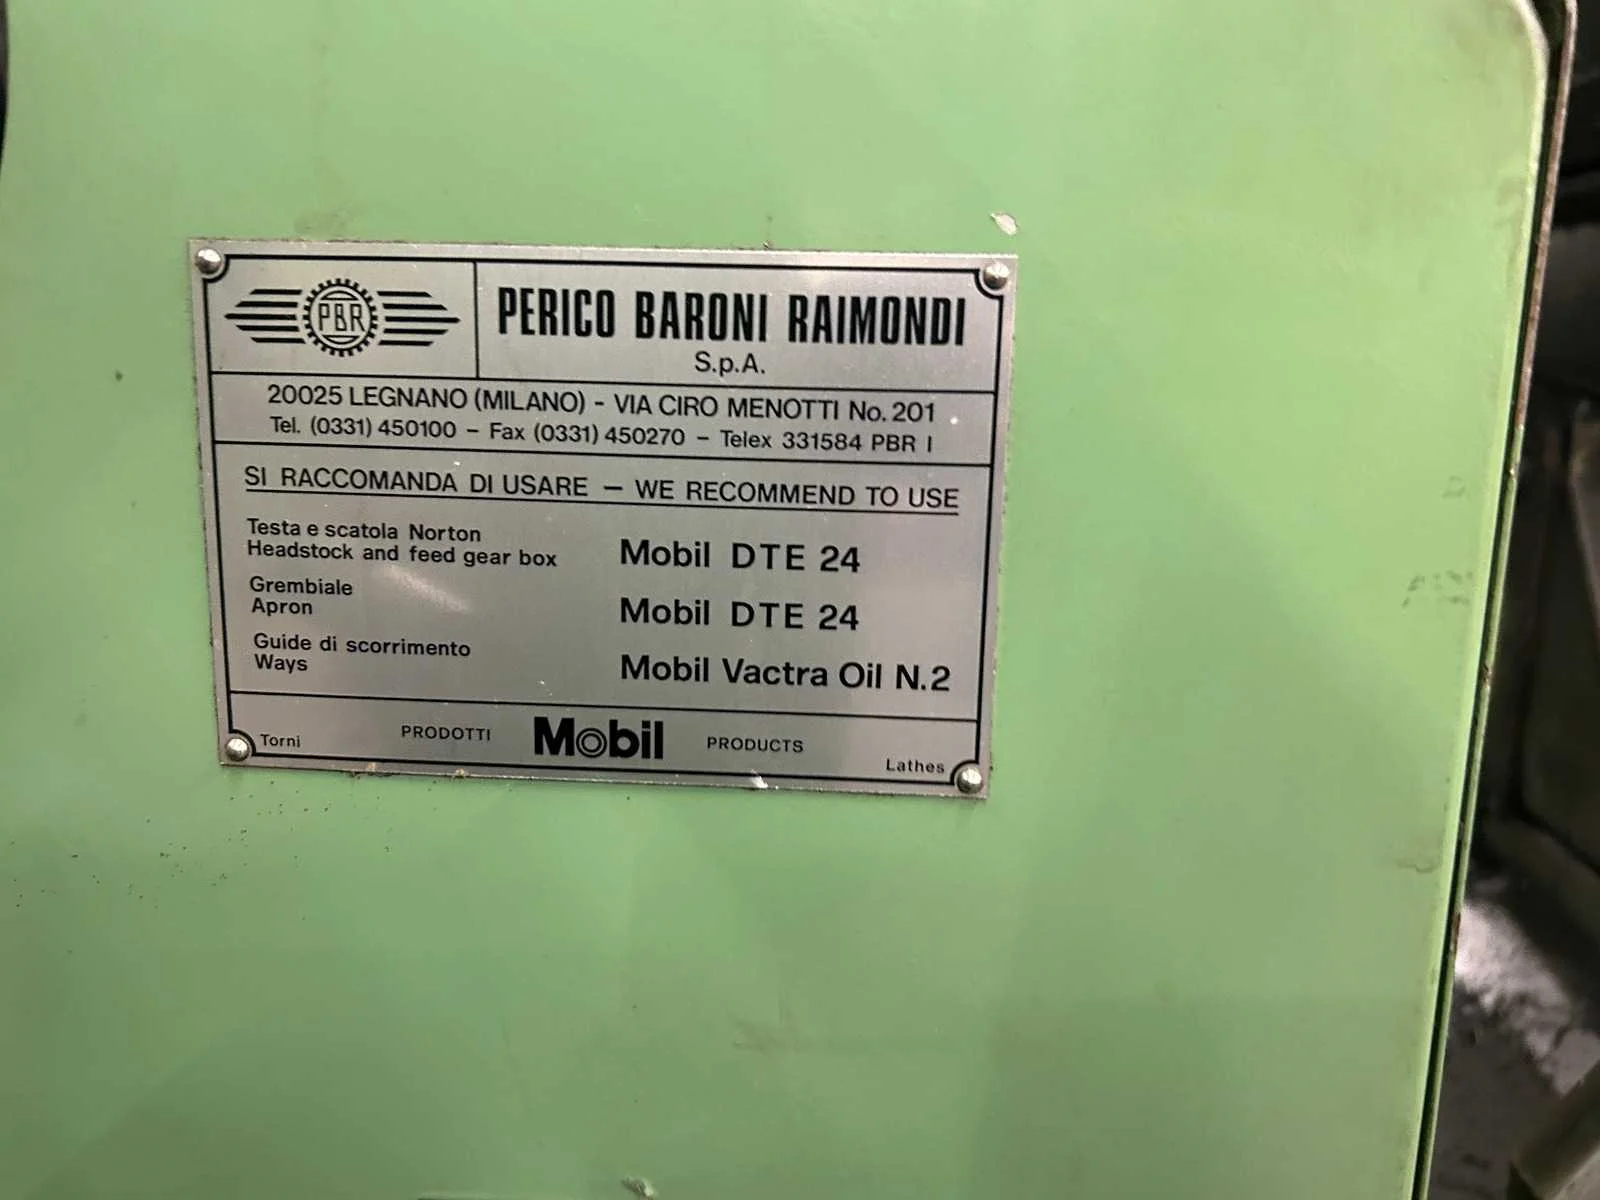 PBR
PERICO BARONI RAIMONDI
S.p.A.
20025 LEGNANO (MILANO) - VIA CIRO MENOTTI No. 201
Tel. (0331) 450100 - Fax (0331) 450270 - Telex 331584 PBR I
SI RACCOMANDA DI USARE - WE RECOMMEND TO USE
Testa e scatola Norton
Headstock and feed gear box Mobil DTE 24
Grembiale
Apron Mobil DTE 24
Guide di scorrimento
Ways Mobil Vactra Oil N.2
Torni PRODOTTI Mobil PRODUCTS Lathes